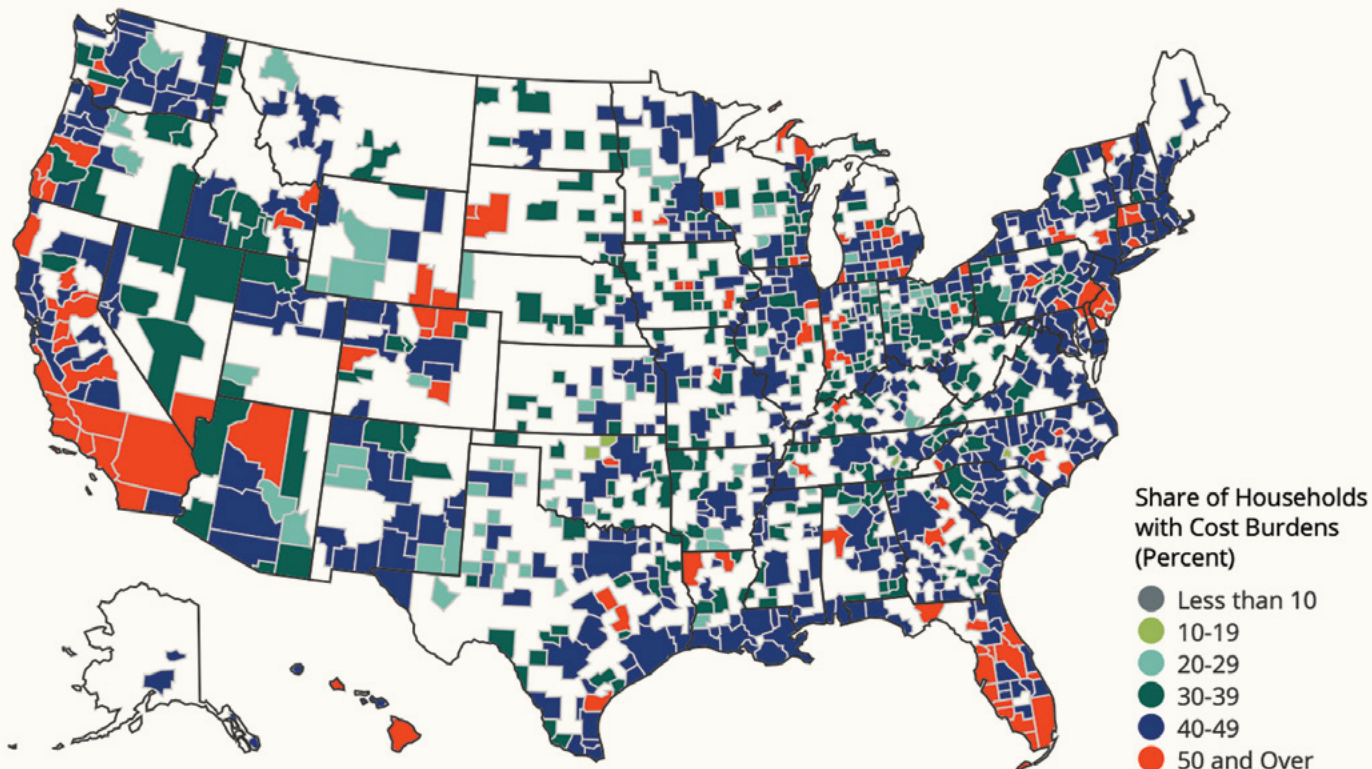 Share of Households
with Cost Burdens
(Percent)
Less than 10
10-19
20-29
30-39
40-49
50 and Over